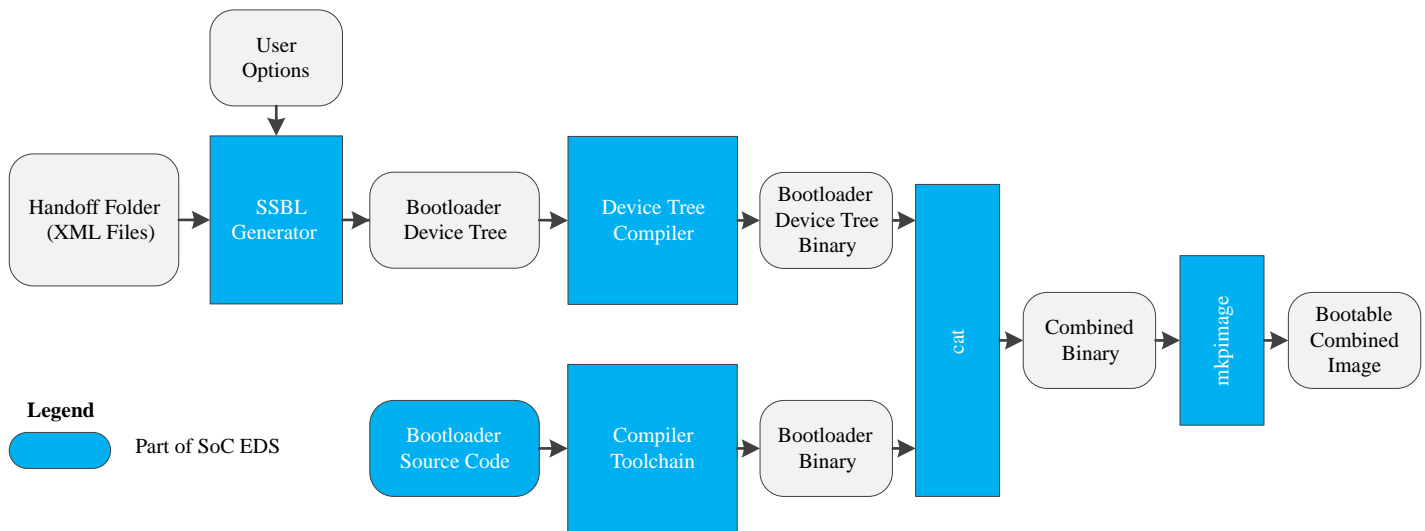 User
Options
Handoff Folder
(XML Files)
SSBL
Generator
Bootloader
Device Tree
Device Tree
Compiler
Bootloader
Device Tree
Binary
cat
Combined
Binary
mkpimage
Bootable
Combined
Image
Legend
Part of SoC EDS
Bootloader
Source Code
Compiler
Toolchain
Bootloader
Binary